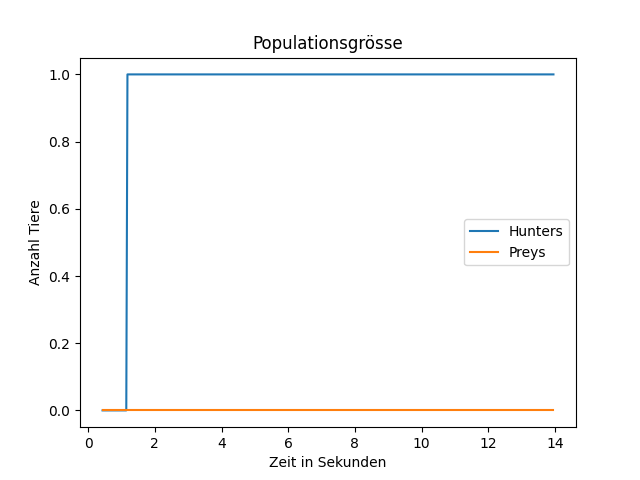 Populationsgrösse
1.0
0.8
0.6
0.4
0.2
0.0
Anzahl Tiere
Hunters
Preys
0 2 4 6 8 10 12 14
Zeit in Sekunden